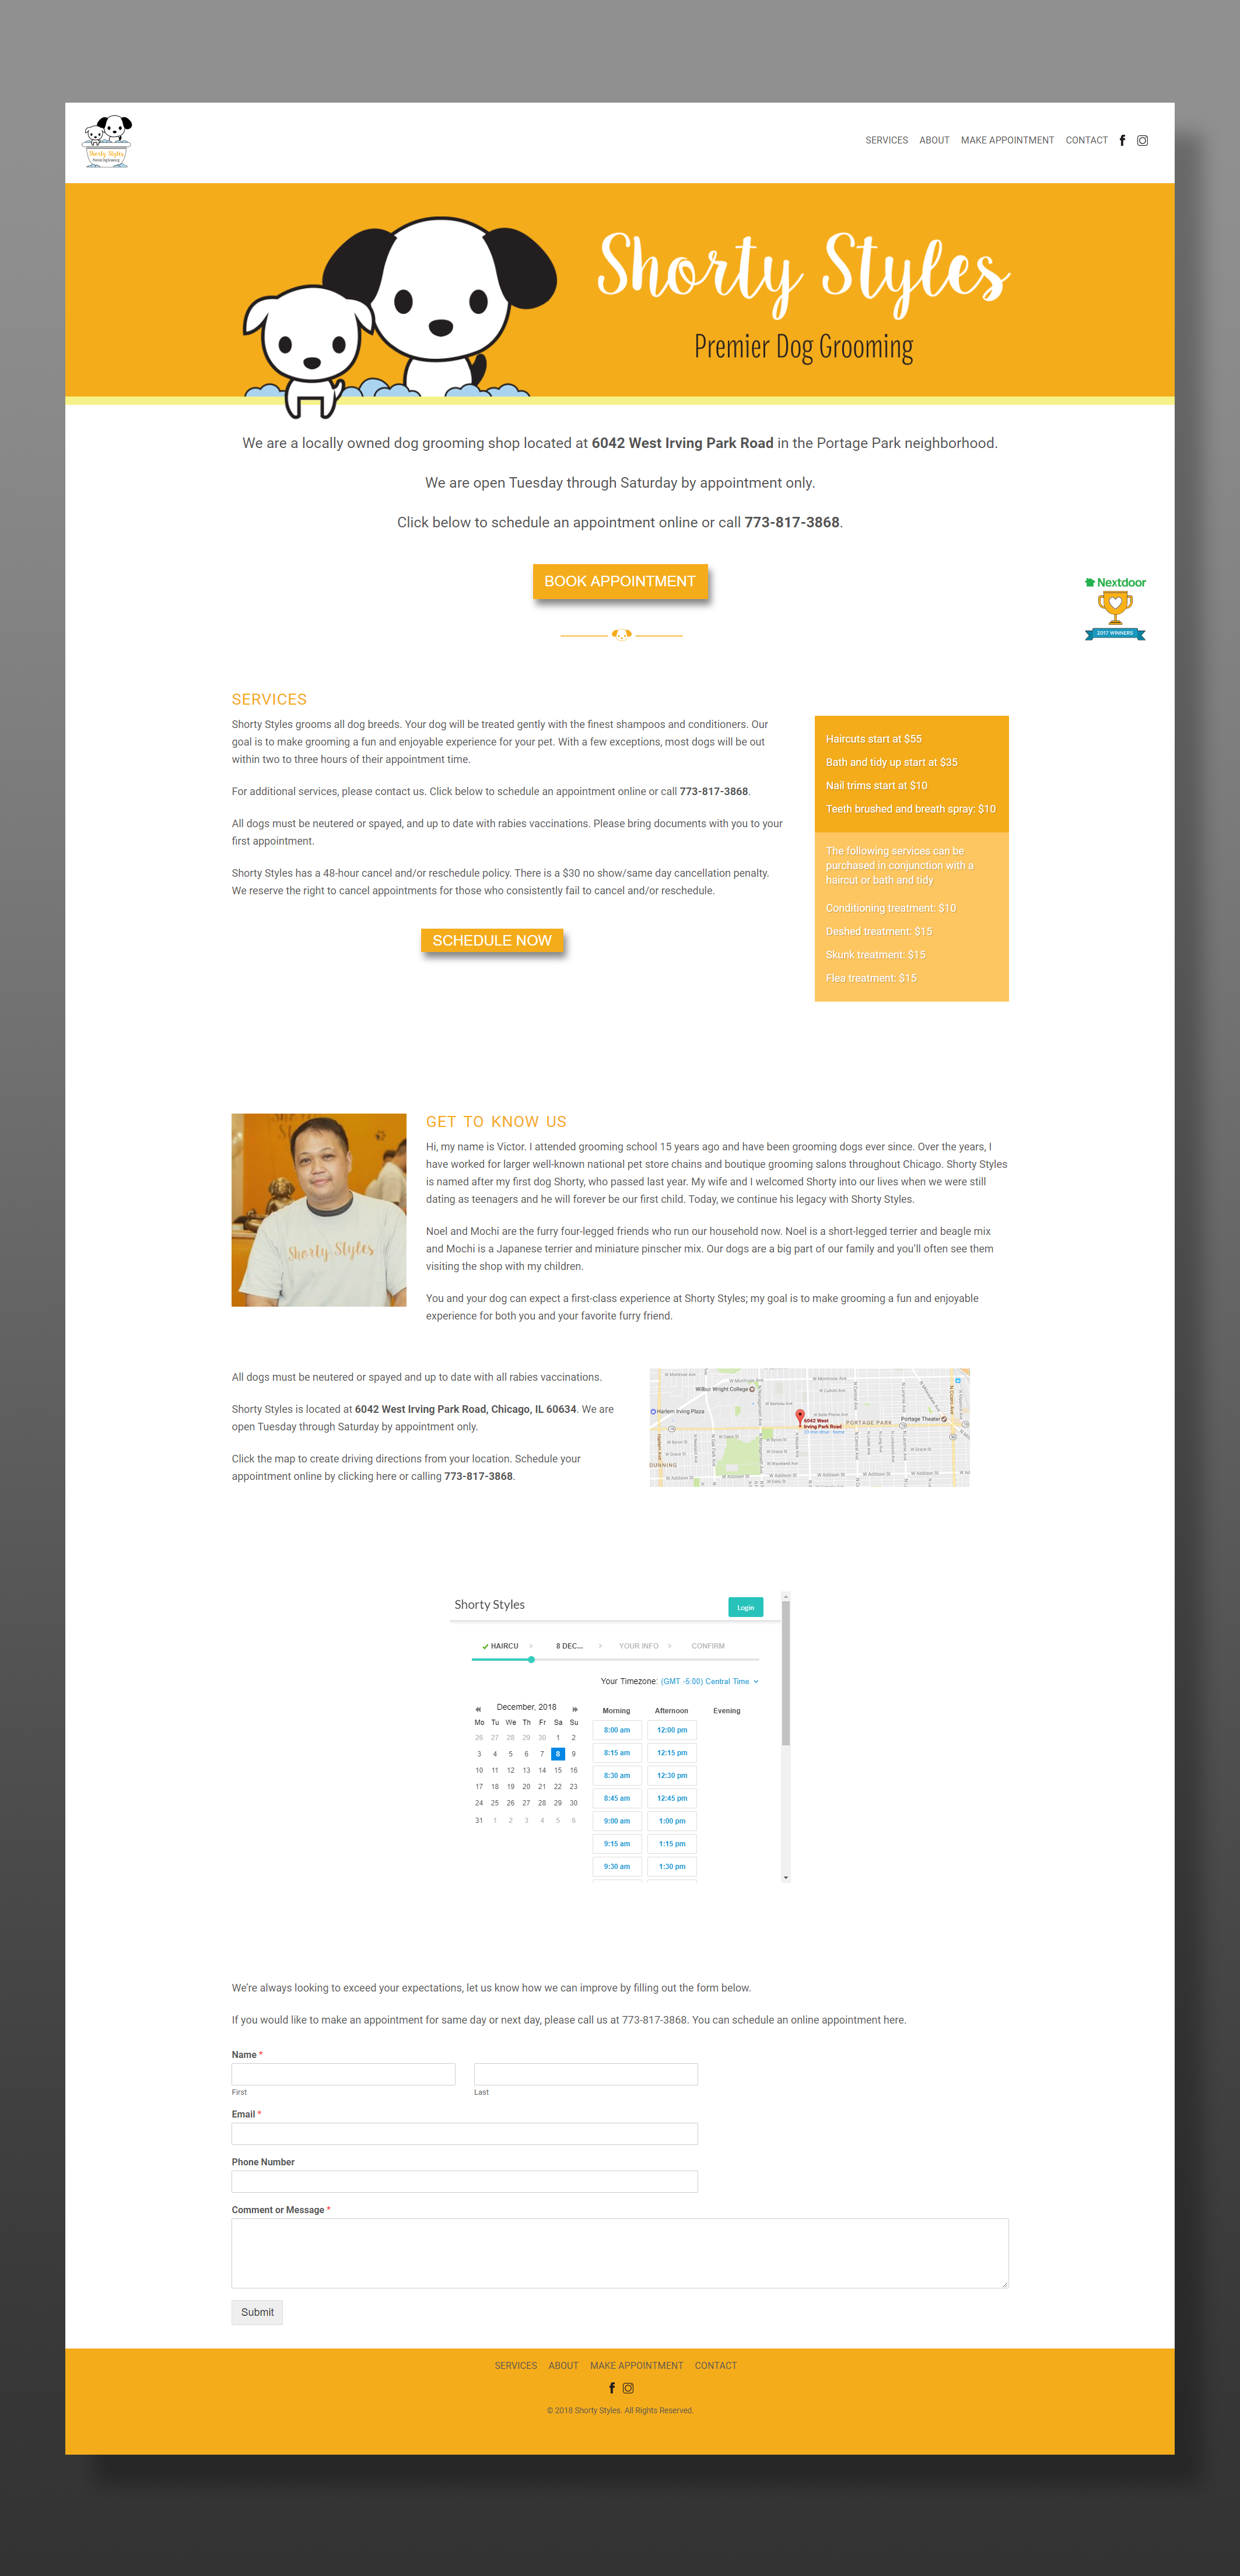 Shorty Styles
Premier Dog Grooming
SERVICES ABOUT MAKE APPOINTMENT CONTACT
Shorty Styles
Premier Dog Grooming
We are a locally owned dog grooming shop located at 6042 West Irving Park Road in the Portage Park neighborhood.
We are open Tuesday through Saturday by appointment only.
Click below to schedule an appointment online or call 773-817-3868.
BOOK APPOINTMENT
Nextdoor
2017 WINNERS
SERVICES
Shorty Styles grooms all dog breeds. Your dog will be treated gently with the finest shampoos and conditioners. Our
goal is to make grooming a fun and enjoyable experience for your pet. With a few exceptions, most dogs will be out
within two to three hours of their appointment time.
For additional services, please contact us. Click below to schedule an appointment online or call 773-817-3868.
All dogs must be neutered or spayed, and up to date with rabies vaccinations. Please bring documents with you to your
first appointment.
Shorty Styles has a 48-hour cancel and/or reschedule policy. There is a $30 no show/same day cancellation penalty.
We reserve the right to cancel appointments for those who consistently fail to cancel and/or reschedule.
SCHEDULE NOW
Haircuts start at $55
Bath and tidy up start at $35
Nail trims start at $10
Teeth brushed and breath spray: $10
The following services can be
purchased in conjunction with a
haircut or bath and tidy
Conditioning treatment: $10
Deshed treatment: $15
Skunk treatment: $15
Flea treatment: $15
Shorty Styles
GET TO KNOW US
Hi, my name is Victor. I attended grooming school 15 years ago and have been grooming dogs ever since. Over the years, I
have worked for larger well-known national pet store chains and boutique grooming salons throughout Chicago. Shorty Styles
is named after my first dog Shorty, who passed last year. My wife and I welcomed Shorty into our lives when we were still
dating as teenagers and he will forever be our first child. Today, we continue his legacy with Shorty Styles.
Noel and Mochi are the furry four-legged friends who run our household now. Noel is a short-legged terrier and beagle mix
and Mochi is a Japanese terrier and miniature pinscher mix. Our dogs are a big part of our family and you'll often see them
visiting the shop with my children.
You and your dog can expect a first-class experience at Shorty Styles; my goal is to make grooming a fun and enjoyable
experience for both you and your favorite furry friend.
All dogs must be neutered or spayed and up to date with all rabies vaccinations.
Shorty Styles is located at 6042 West Irving Park Road, Chicago, IL 60634. We are
open Tuesday through Saturday by appointment only.
Click the map to create driving directions from your location. Schedule your
appointment online by clicking here or calling 773-817-3868.
Wilbur Wright College
Harlem Irving Plaza
6042 West
Irving Park Road
23 min drive - home
PORTAGE PARK
Portage Theater
DUNNING
W Addison St
Shorty Styles
Login
HAIRCU 8 DEC... YOUR INFO CONFIRM
Your Timezone: (GMT -5:00) Central Time
December, 2018
Mo Tu We Th Fr Sa Su
26 27 28 29 30 1 2
3 4 5 6 7 8 9
10 11 12 13 14 15 16
17 18 19 20 21 22 23
24 25 26 27 28 29 30
31 1 2 3 4 5 6
Morning Afternoon Evening
8:00 am 12:00 pm
8:15 am 12:15 pm
8:30 am 12:30 pm
8:45 am 12:45 pm
9:00 am 1:00 pm
9:15 am 1:15 pm
9:30 am 1:30 pm
We're always looking to exceed your expectations, let us know how we can improve by filling out the form below.
If you would like to make an appointment for same day or next day, please call us at 773-817-3868. You can schedule an online appointment here.
Name *
First Last
Email *
Phone Number
Comment or Message *
Submit
SERVICES ABOUT MAKE APPOINTMENT CONTACT
© 2018 Shorty Styles. All Rights Reserved.